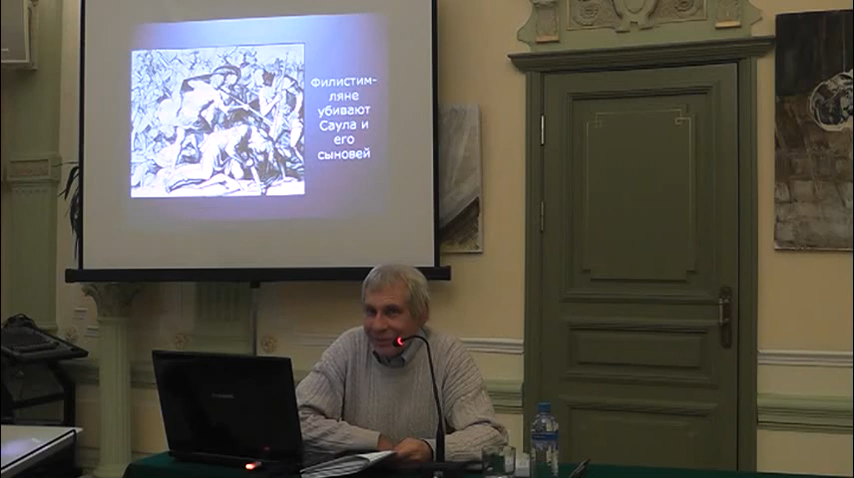 Филистим-
ляне
убивают
Саула и
его
сыновей